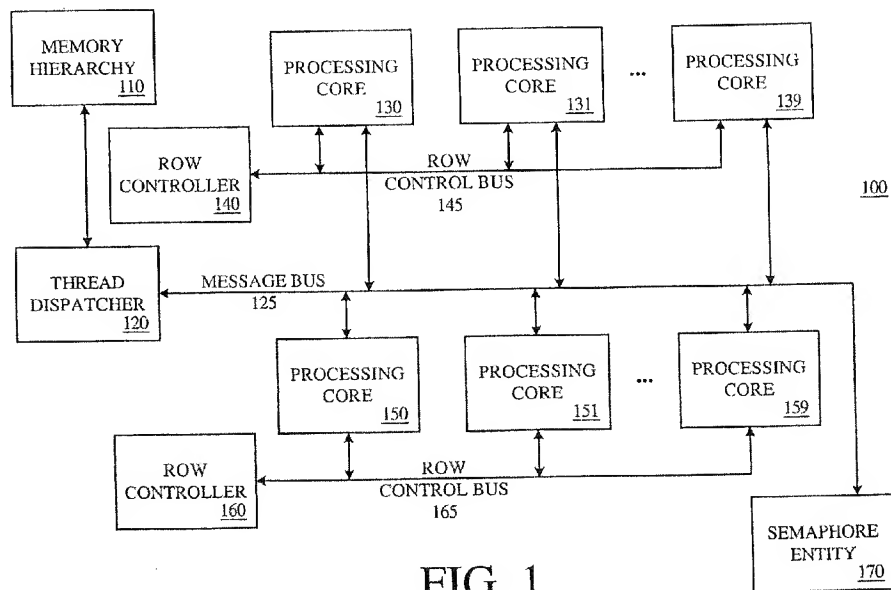 MEMORY
HIERARCHY
110
PROCESSING
CORE
130
PROCESSING
CORE
131
...
PROCESSING
CORE
139
ROW
CONTROLLER
140
ROW
CONTROL BUS
145
100
THREAD
DISPATCHER
120
MESSAGE BUS
125
PROCESSING
CORE
150
PROCESSING
CORE
151
...
PROCESSING
CORE
159
ROW
CONTROLLER
160
ROW
CONTROL BUS
165
SEMAPHORE
ENTITY
170
FIG. 1